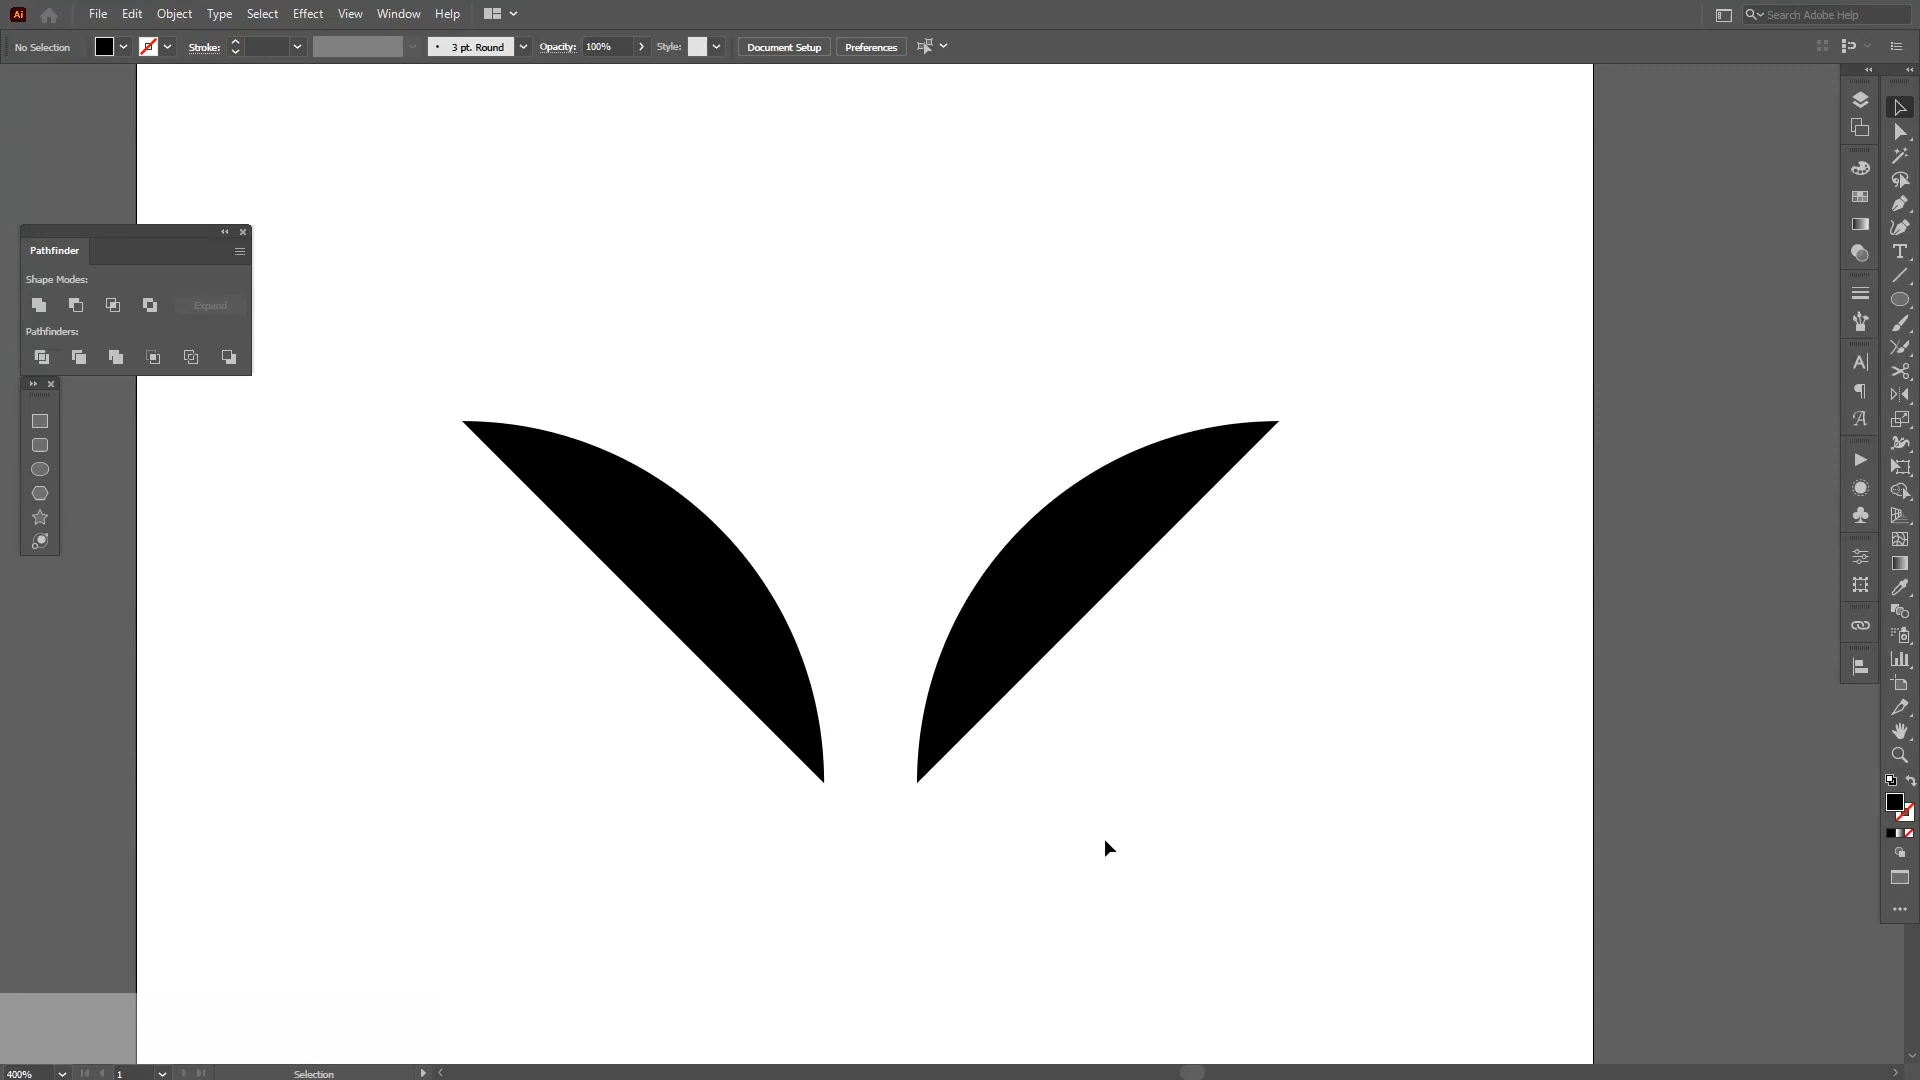 Ai File Edit Object Type Select Effect View Window Help Search Adobe Help
No Selection Stroke: 3 pt. Round Opacity: 100% Style: Document Setup Preferences
Pathfinder
Shape Modes:
Expand
Pathfinders:
400% 1 Selection